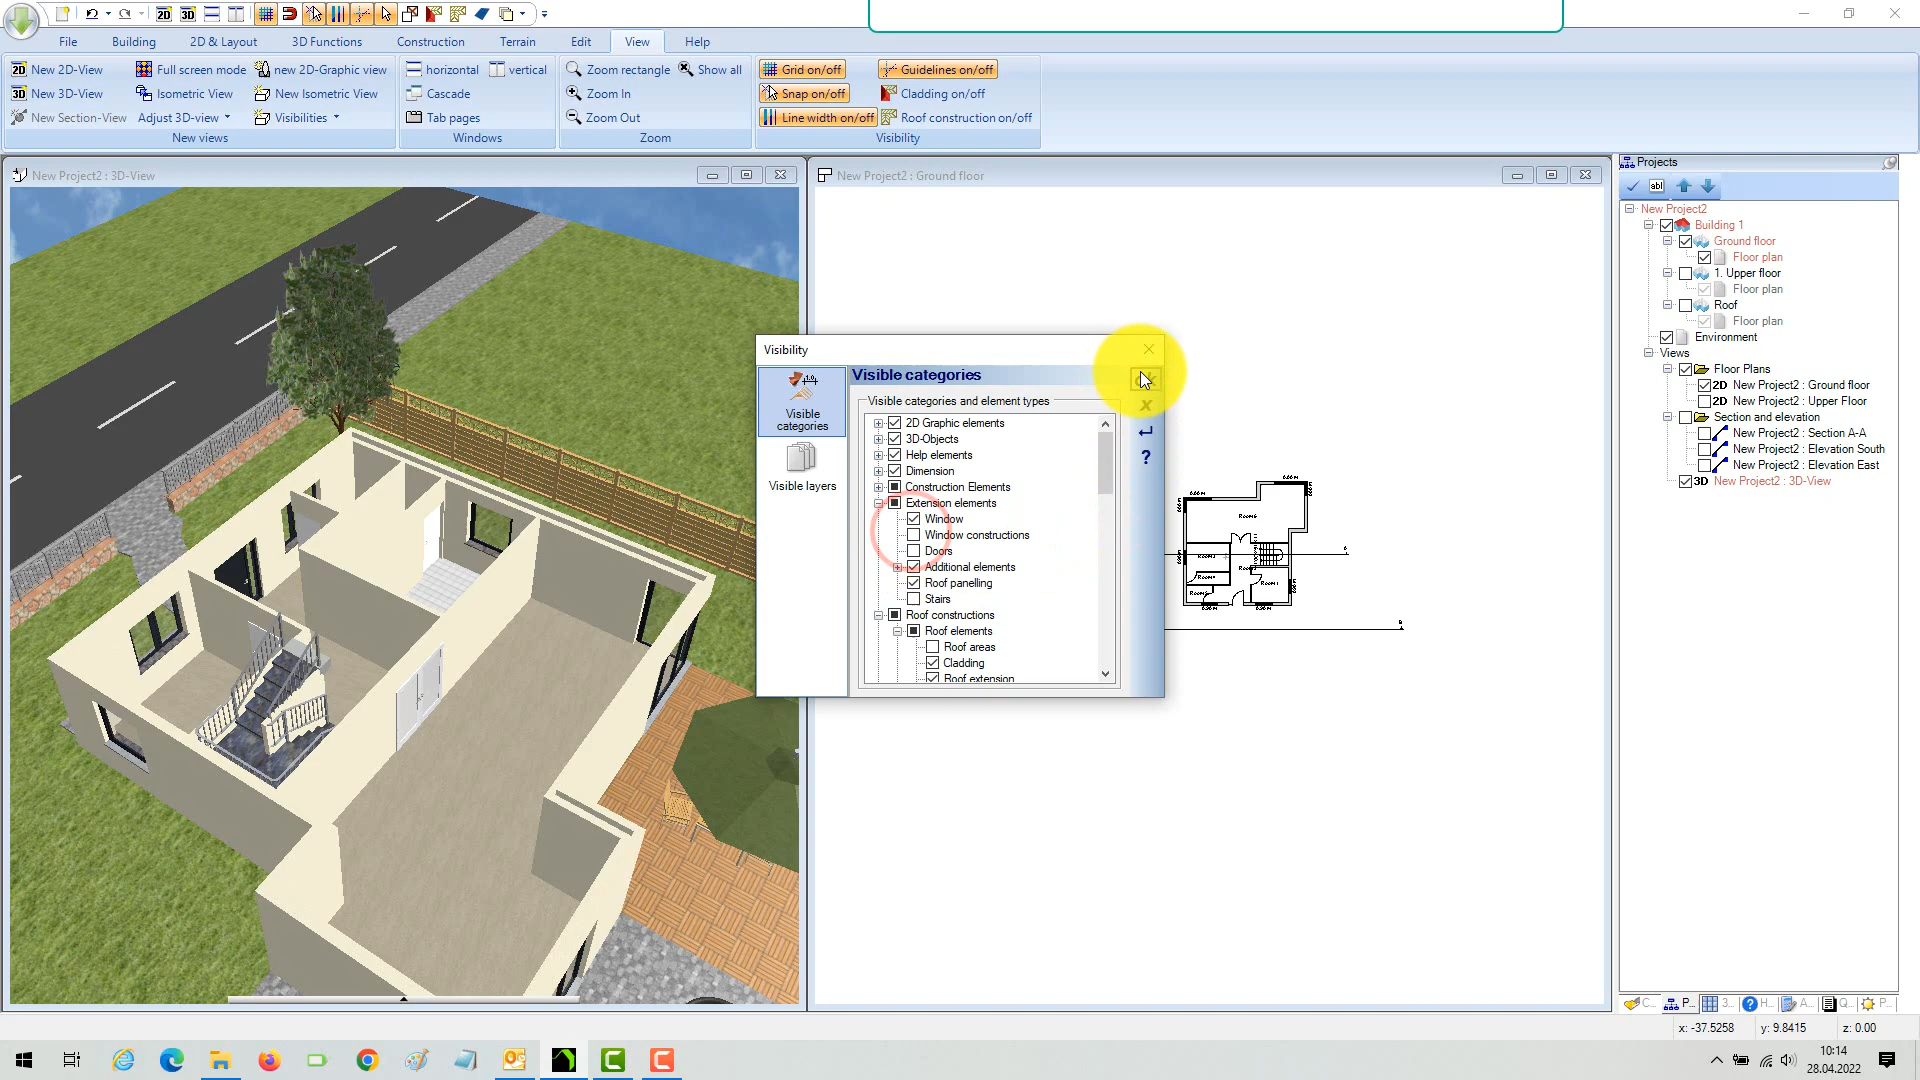 File Building 2D & Layout 3D Functions Construction Terrain Edit View Help
2D New 2D-View Full screen mode new 2D-Graphic view horizontal vertical Zoom rectangle Show all Grid on/off Guidelines on/off
3D New 3D-View Isometric View New Isometric View Cascade Zoom In Snap on/off Cladding on/off
New Section-View Adjust 3D-view Visibilities Tab pages Zoom Out Line width on/off Roof construction on/off
New views Windows Zoom Visibility
New Project2 : 3D-View
New Project2 : Ground floor
Projects
abl
New Project2
Building 1
Ground floor
Floor plan
1. Upper floor
Floor plan
Roof
Floor plan
Environment
Views
Floor Plans
2D New Project2 : Ground floor
2D New Project2 : Upper Floor
Section and elevation
New Project2 : Section A-A
New Project2 : Elevation South
New Project2 : Elevation East
3D New Project2 : 3D-View
Visibility
Visible categories
Visible layers
Visible categories
Visible categories and element types
2D Graphic elements
3D-Objects
Help elements
Dimension
Construction Elements
Extension elements
Window
Window constructions
Doors
Additional elements
Roof panelling
Stairs
Roof constructions
Roof elements
Roof areas
Cladding
Roof extension
?
C... P... 3... H... A... Q... P...
x: -37.5258 y: 9.8415 z: 0.00
10:14
28.04.2022